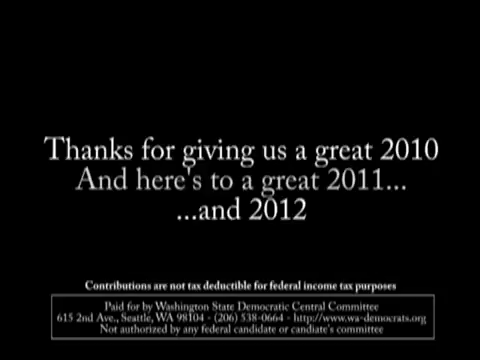 Thanks for giving us a great 2010
And here's to a great 2011...
...and 2012
Contributions are not tax deductible for federal income tax purposes
Paid for by Washington State Democratic Central Committee
615 2nd Ave., Seattle, WA 98104 - (206) 538-0664 - http://www.wa-democrats.org
Not authorized by any federal candidate or candiate's committee